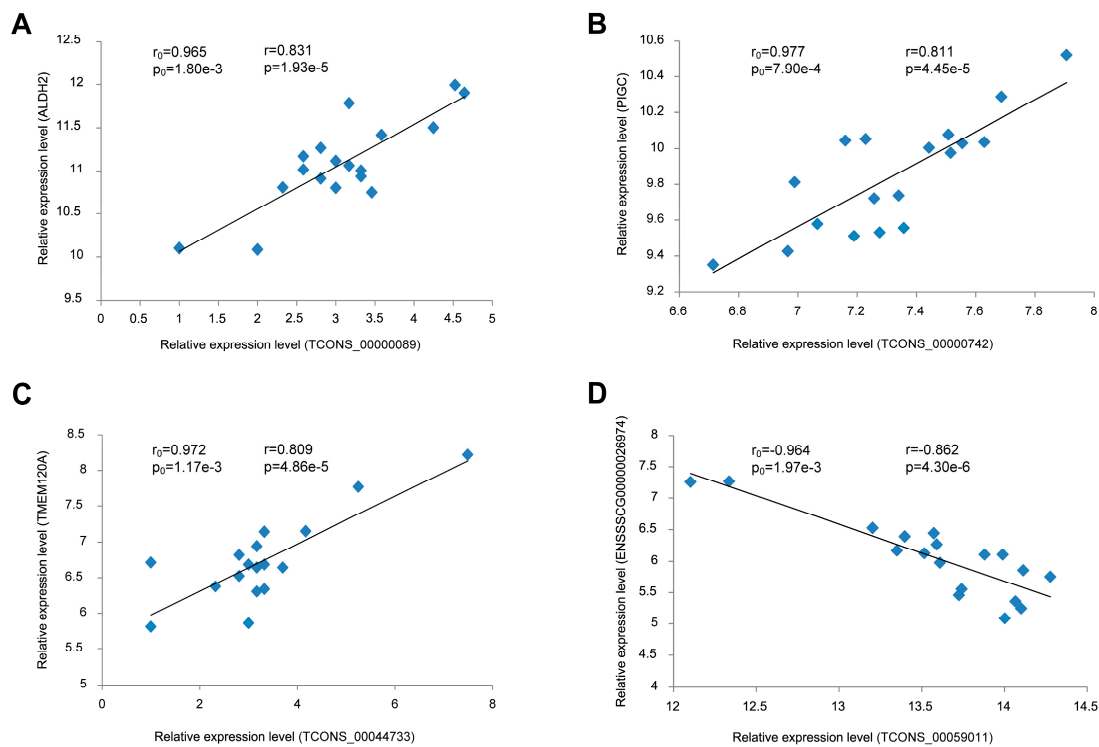 A
B
12.5
12
11.5
11
10.5
10
9.5
r0=0.965
p0=1.80e-3
r=0.831
p=1.93e-5
0
0.5
1
1.5
2
2.5
3
3.5
4
4.5
5
Relative expression level (ALDH2)
Relative expression level (TCONS_00000089)
10.6
10.4
10.2
10
9.8
9.6
9.4
9.2
r0=0.977
p0=7.90e-4
r=0.811
p=4.45e-5
6.6
6.8
7
7.2
7.4
7.6
7.8
8
Relative expression level (PIGC)
Relative expression level (TCONS_00000742)
C
D
8.5
8
7.5
7
6.5
6
5.5
5
r0=0.972
p0=1.17e-3
r=0.809
p=4.86e-5
0
2
4
6
8
Relative expression level (TMEM120A)
Relative expression level (TCONS_00044733)
8
7.5
7
6.5
6
5.5
5
4.5
4
r0=-0.964
p0=1.97e-3
r=-0.862
p=4.30e-6
12
12.5
13
13.5
14
14.5
Relative expression level (ENSSSCG00000026974)
Relative expression level (TCONS_00059011)